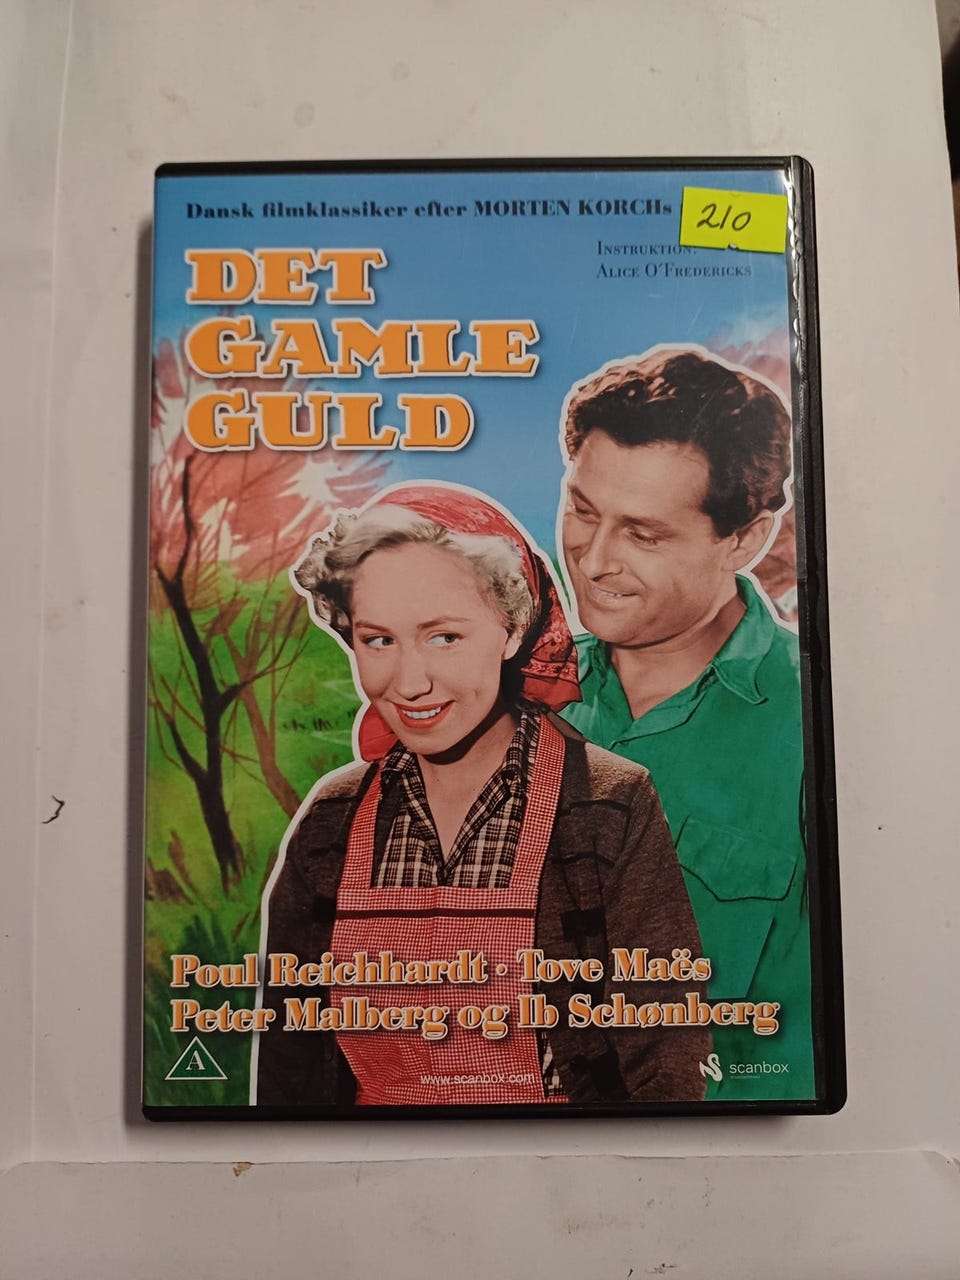 Dansk filmklassiker efter MORTEN KORCHs
210
INSTRUKTION:
ALICE O'FREDERICKS
DET
GAMLE
GULD
Poul Reichhardt · Tove Maës
Peter Malberg og Ib Schønberg
A
www.scanbox.com
scanbox